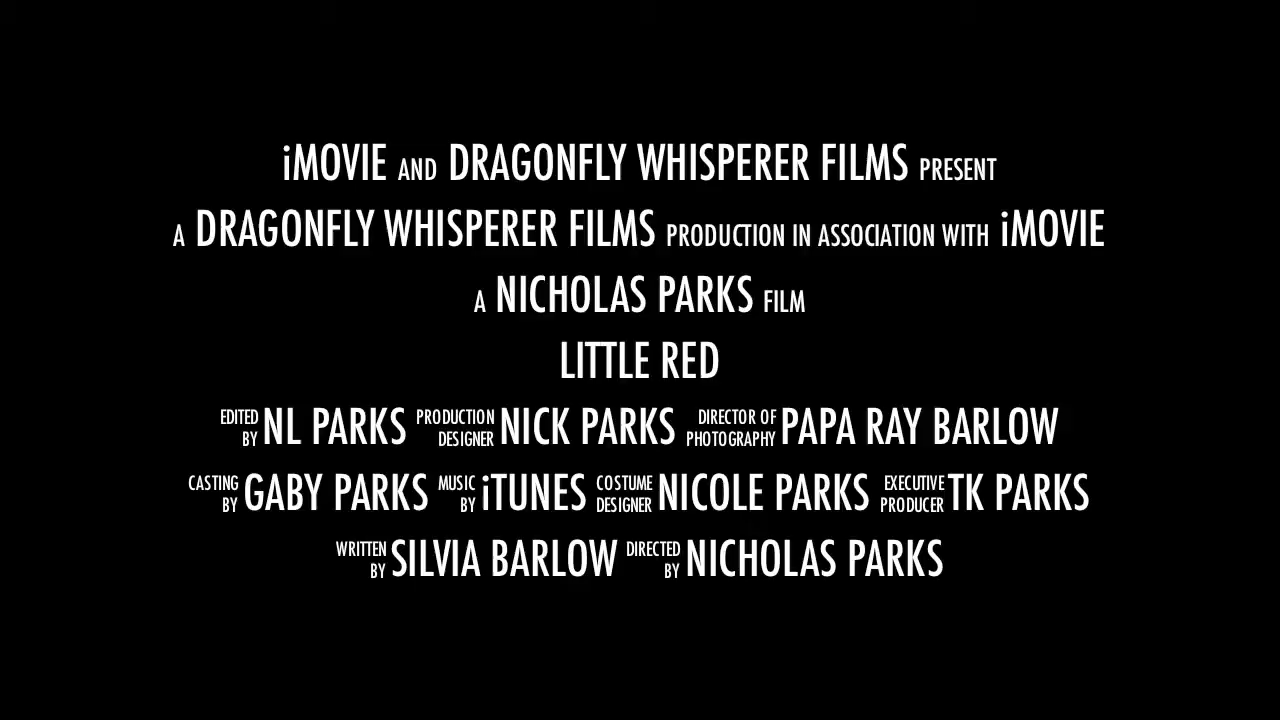 iMOVIE AND DRAGONFLY WHISPERER FILMS PRESENT
A DRAGONFLY WHISPERER FILMS PRODUCTION IN ASSOCIATION WITH iMOVIE
A NICHOLAS PARKS FILM
LITTLE RED
EDITED BY NL PARKS PRODUCTION DESIGNER NICK PARKS DIRECTOR OF PHOTOGRAPHY PAPA RAY BARLOW
CASTING BY GABY PARKS MUSIC BY iTUNES COSTUME DESIGNER NICOLE PARKS EXECUTIVE PRODUCER TK PARKS
WRITTEN BY SILVIA BARLOW DIRECTED BY NICHOLAS PARKS